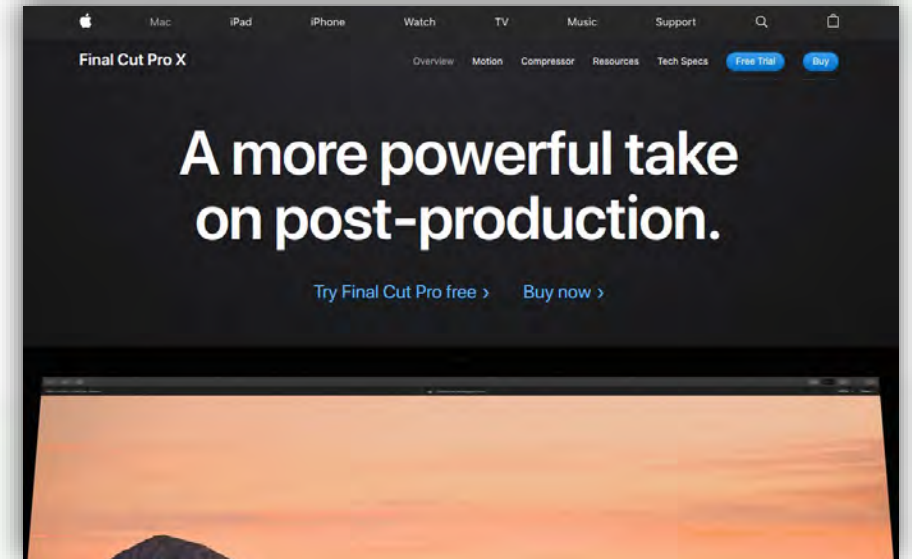 Mac iPad iPhone Watch TV Music Support
Final Cut Pro X Overview Motion Compressor Resources Tech Specs Free Trial Buy
A more powerful take
on post-production.
Try Final Cut Pro free › Buy now ›